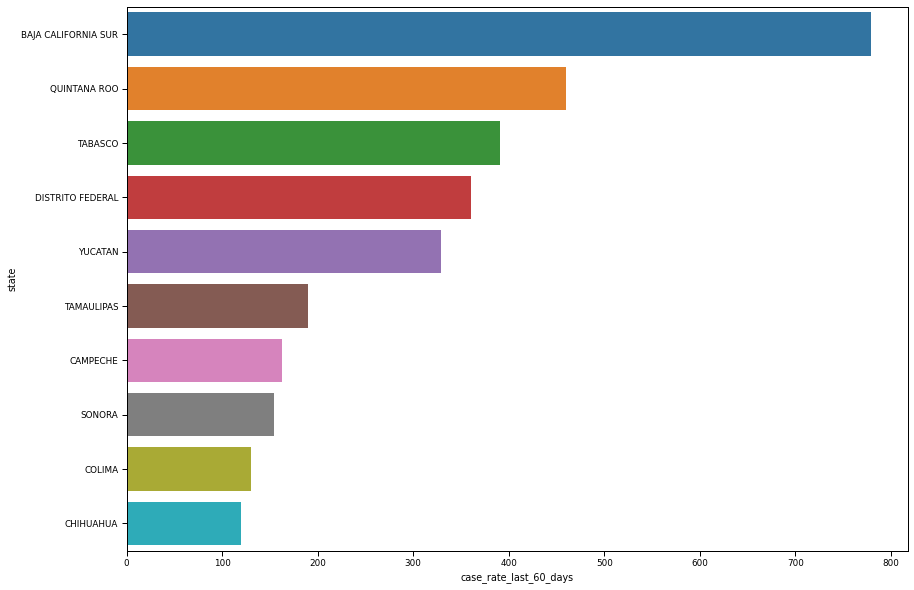 BAJA CALIFORNIA SUR
QUINTANA ROO
TABASCO
DISTRITO FEDERAL
YUCATAN
TAMAULIPAS
CAMPECHE
SONORA
COLIMA
CHIHUAHUA
state
0 100 200 300 400 500 600 700 800
case_rate_last_60_days